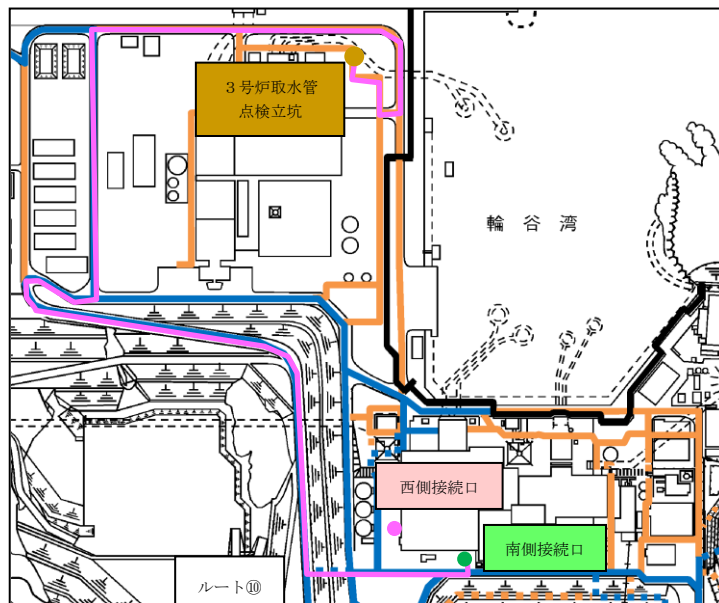 3号炉取水管
点検立坑
輪谷湾
西側接続口
南側接続口
ルート⑩